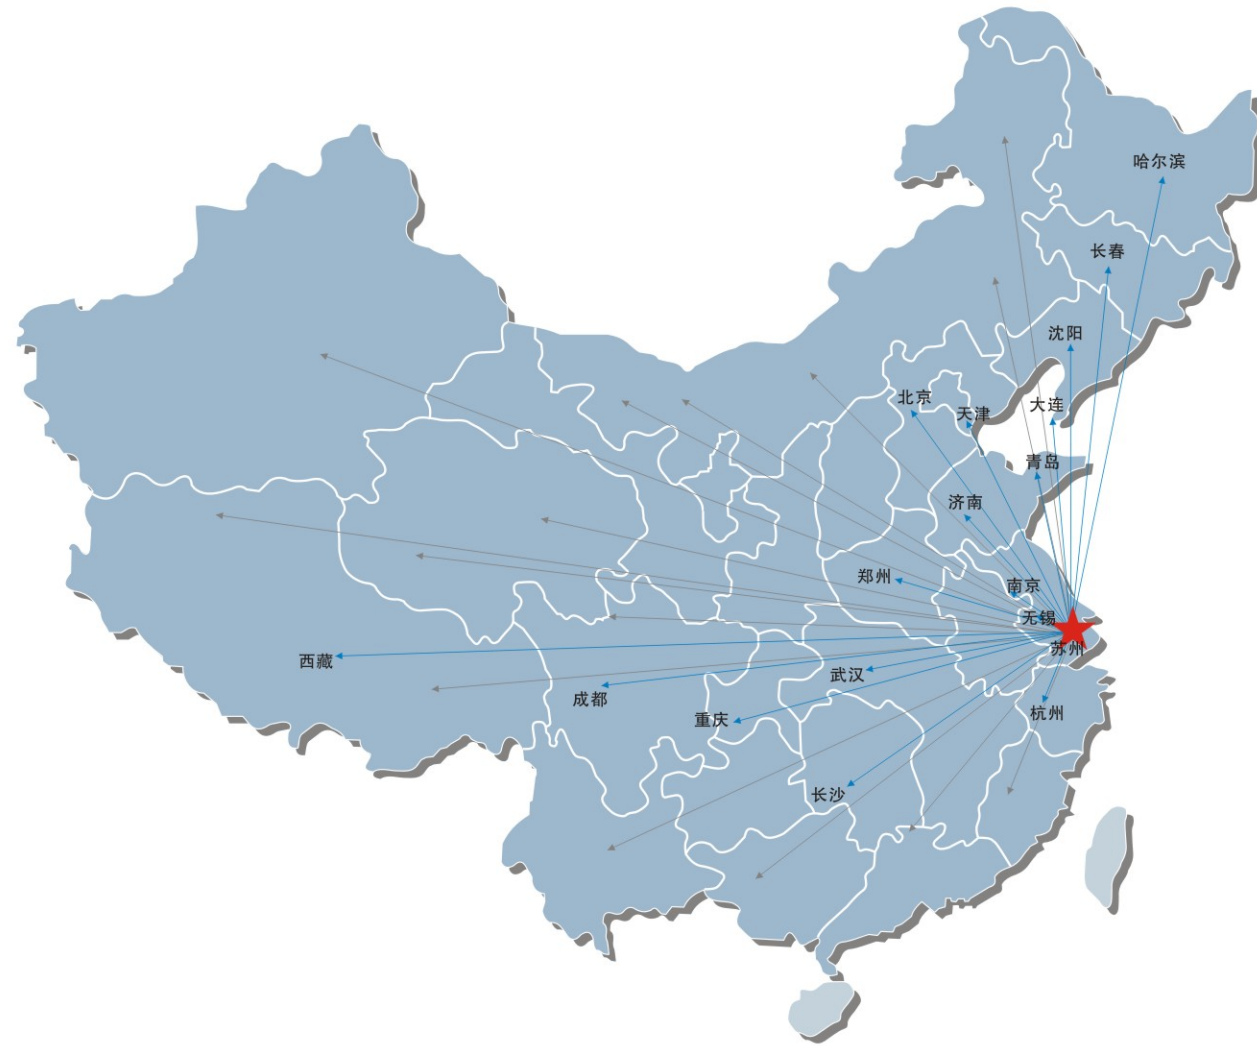 哈尔滨
长春
沈阳
北京
天津
大连
青岛
济南
郑州
南京
无锡
苏州
西藏
武汉
成都
重庆
杭州
长沙